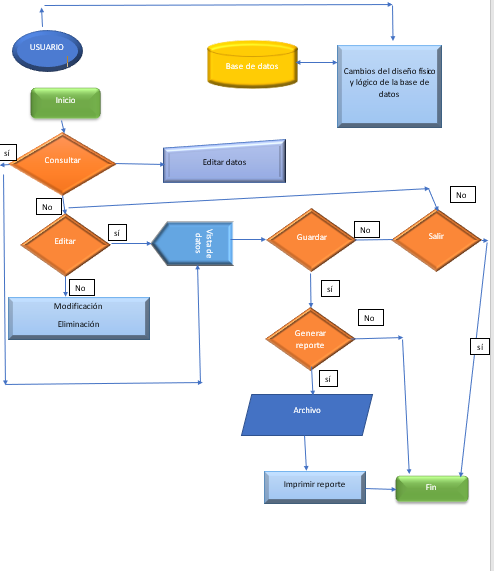 USUARIO
Base de datos
Cambios del diseño físico
y lógico de la base de
datos
Inicio
sí
Consultar
Editar datos
No
No
Editar
sí
Vista de
datos
Guardar
No
Salir
No
Modificación
Eliminación
sí
No
Generar
reporte
sí
sí
Archivo
Imprimir reporte
Fin